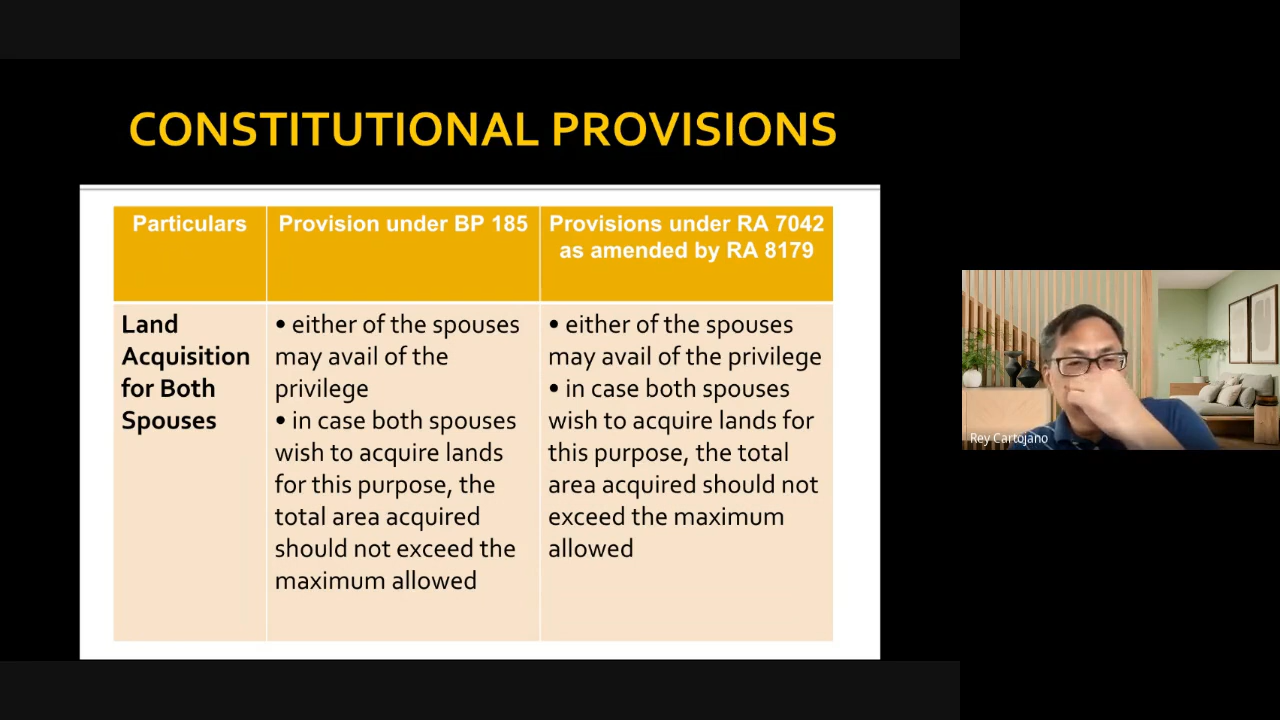 CONSTITUTIONAL PROVISIONS
Particulars
Provision under BP 185
Provisions under RA 7042
as amended by RA 8179
Land
Acquisition
for Both
Spouses
• either of the spouses
may avail of the
privilege
• in case both spouses
wish to acquire lands
for this purpose, the
total area acquired
should not exceed the
maximum allowed
• either of the spouses
may avail of the privilege
• in case both spouses
wish to acquire lands for
this purpose, the total
area acquired should not
exceed the maximum
allowed
Rey Cartojano